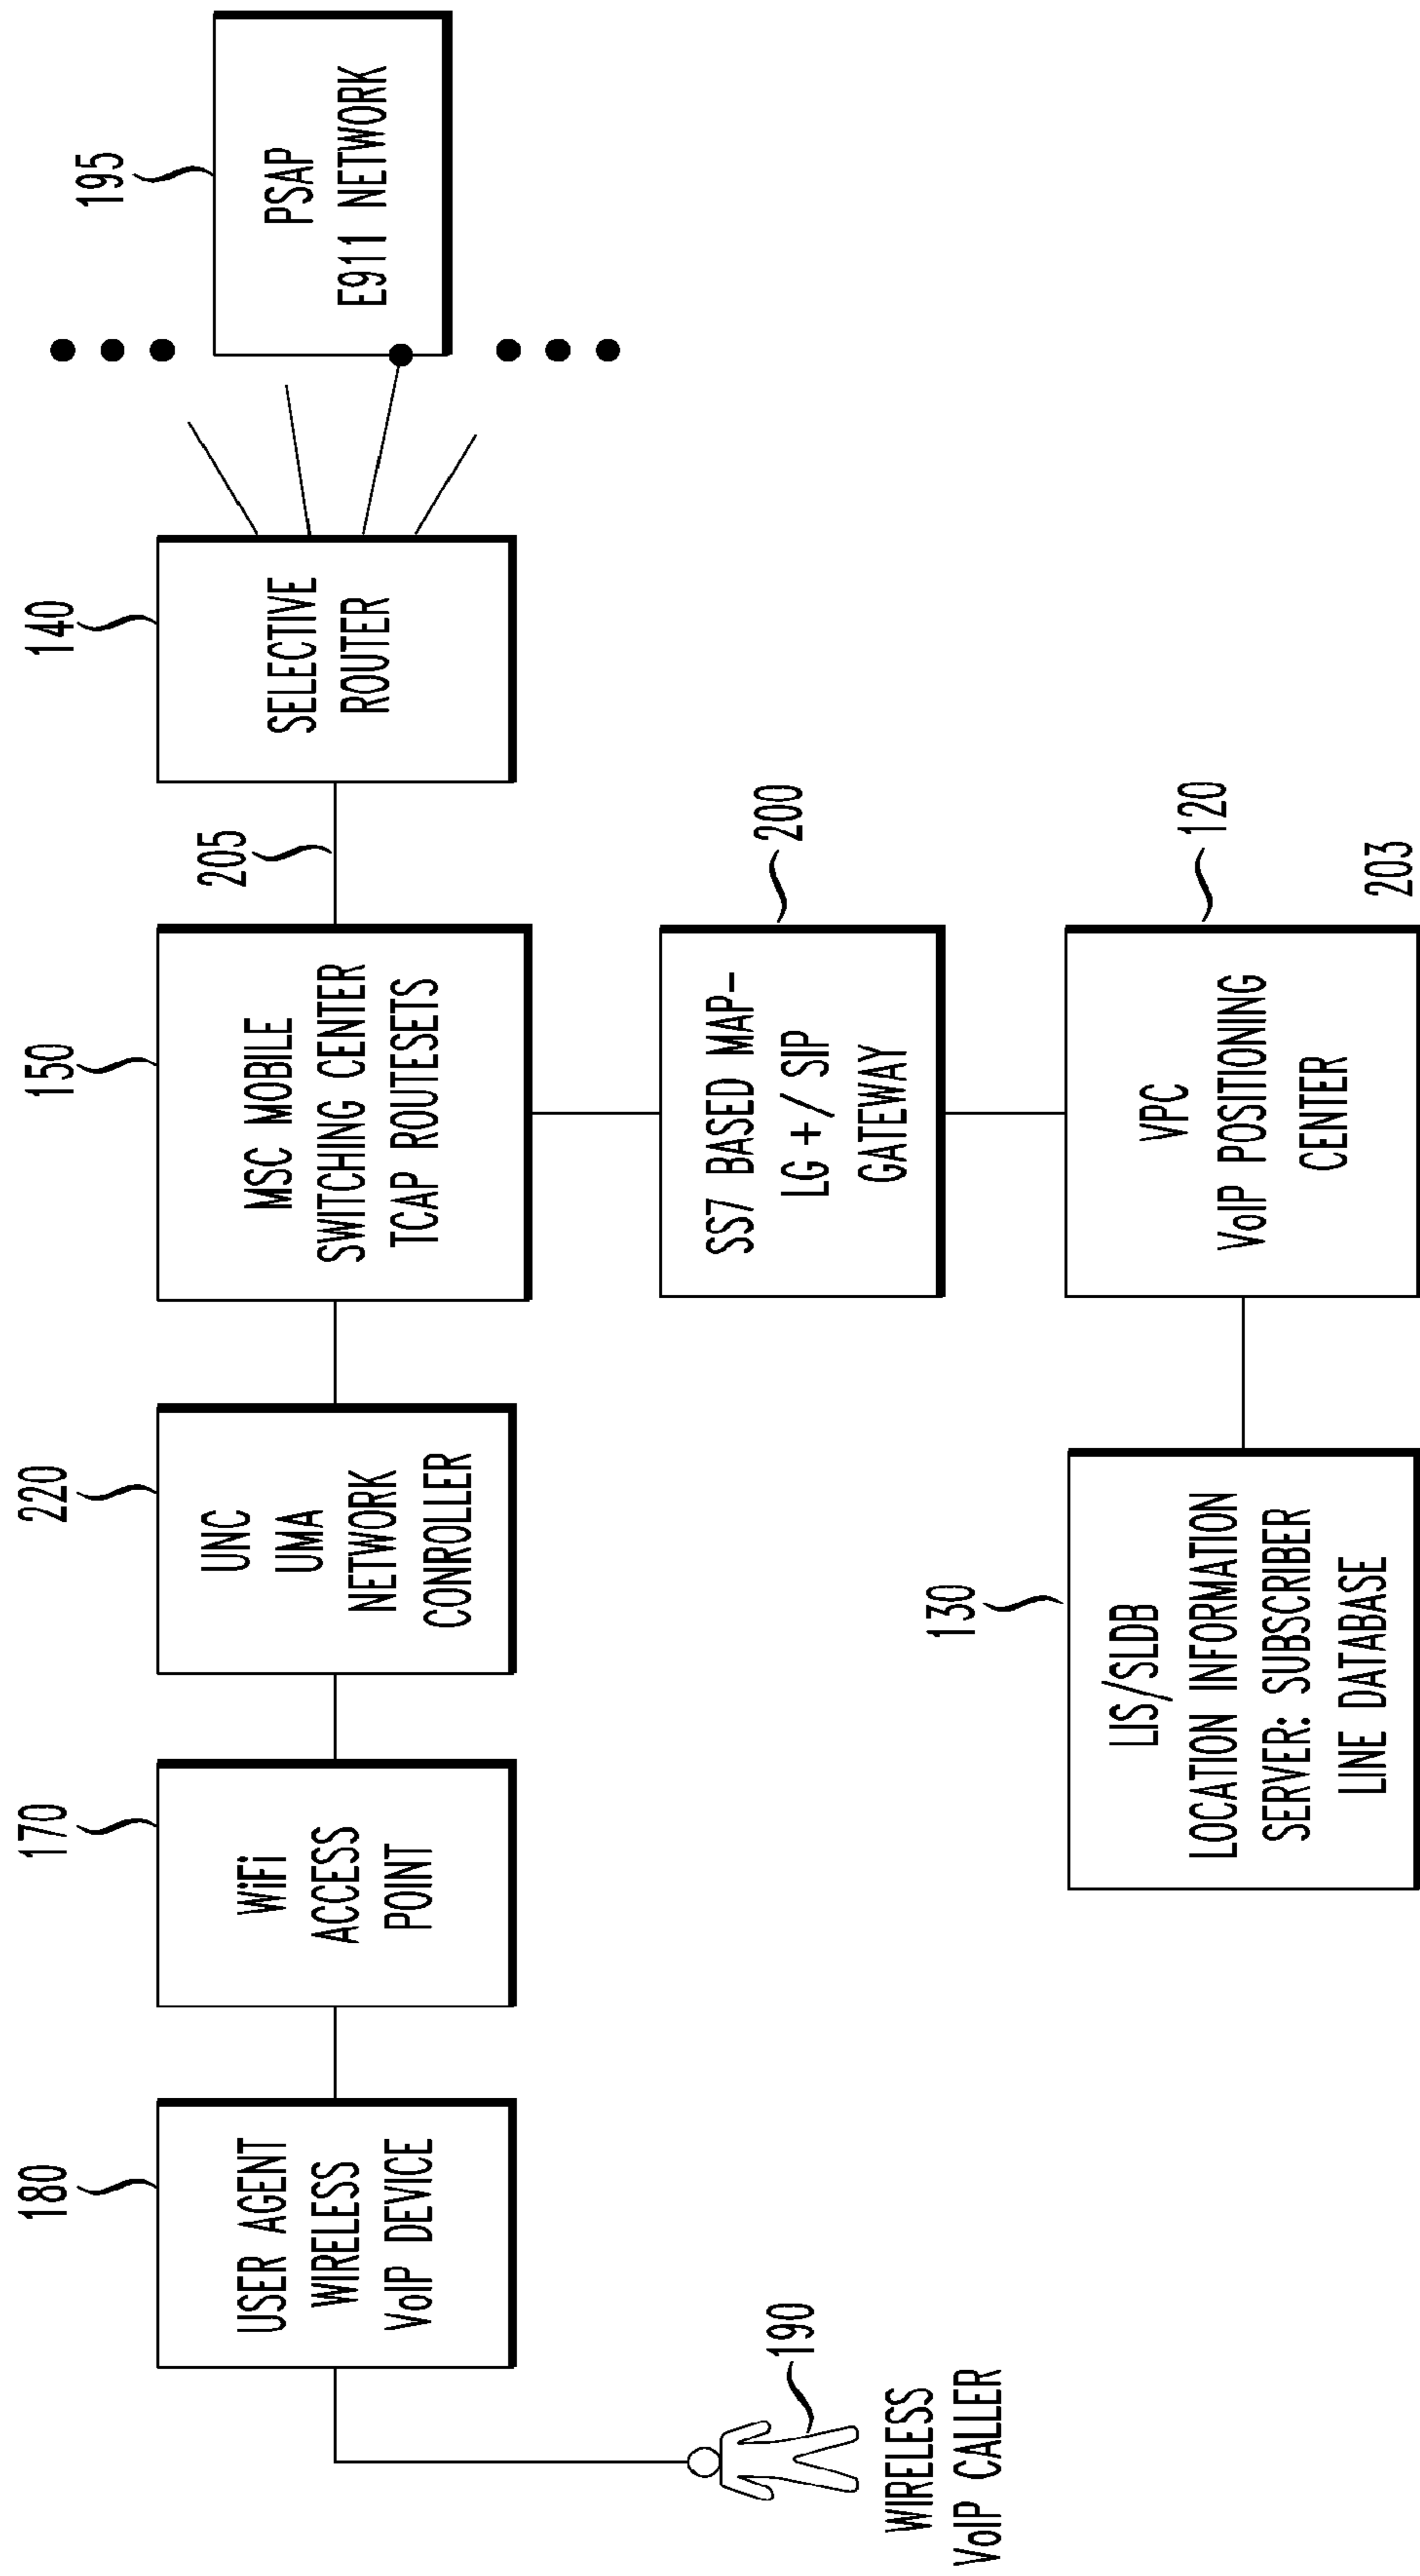 180
USER AGENT
WIRELESS
VoIP DEVICE
170
WiFi
ACCESS
POINT
220
UNC
UMA
NETWORK
CONROLLER
150
MSC MOBILE
SWITCHING CENTER
TCAP ROUTESETS
205
140
SELECTIVE
ROUTER
195
PSAP
E911 NETWORK
190
WIRELESS
VoIP CALLER
200
SS7 BASED MAP–
LG +/ SIP
GATEWAY
130
LIS/SLDB
LOCATION INFORMATION
SERVER: SUBSCRIBER
LINE DATABASE
120
VPC
VoIP POSITIONING
CENTER
203